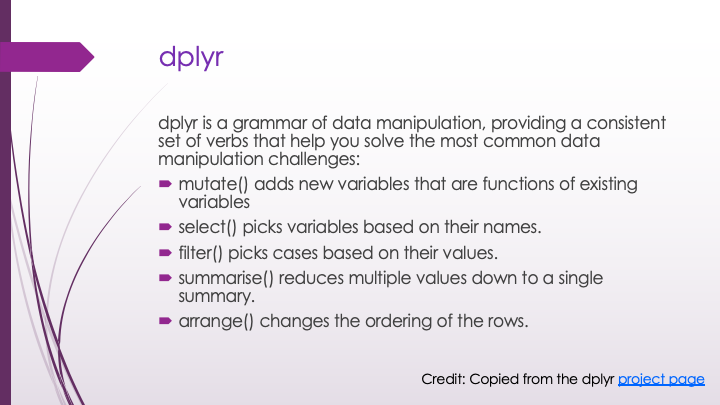 dplyr
dplyr is a grammar of data manipulation, providing a consistent
set of verbs that help you solve the most common data
manipulation challenges:
mutate() adds new variables that are functions of existing
variables
select() picks variables based on their names.
filter() picks cases based on their values.
summarise() reduces multiple values down to a single
summary.
arrange() changes the ordering of the rows.
Credit: Copied from the dplyr project page